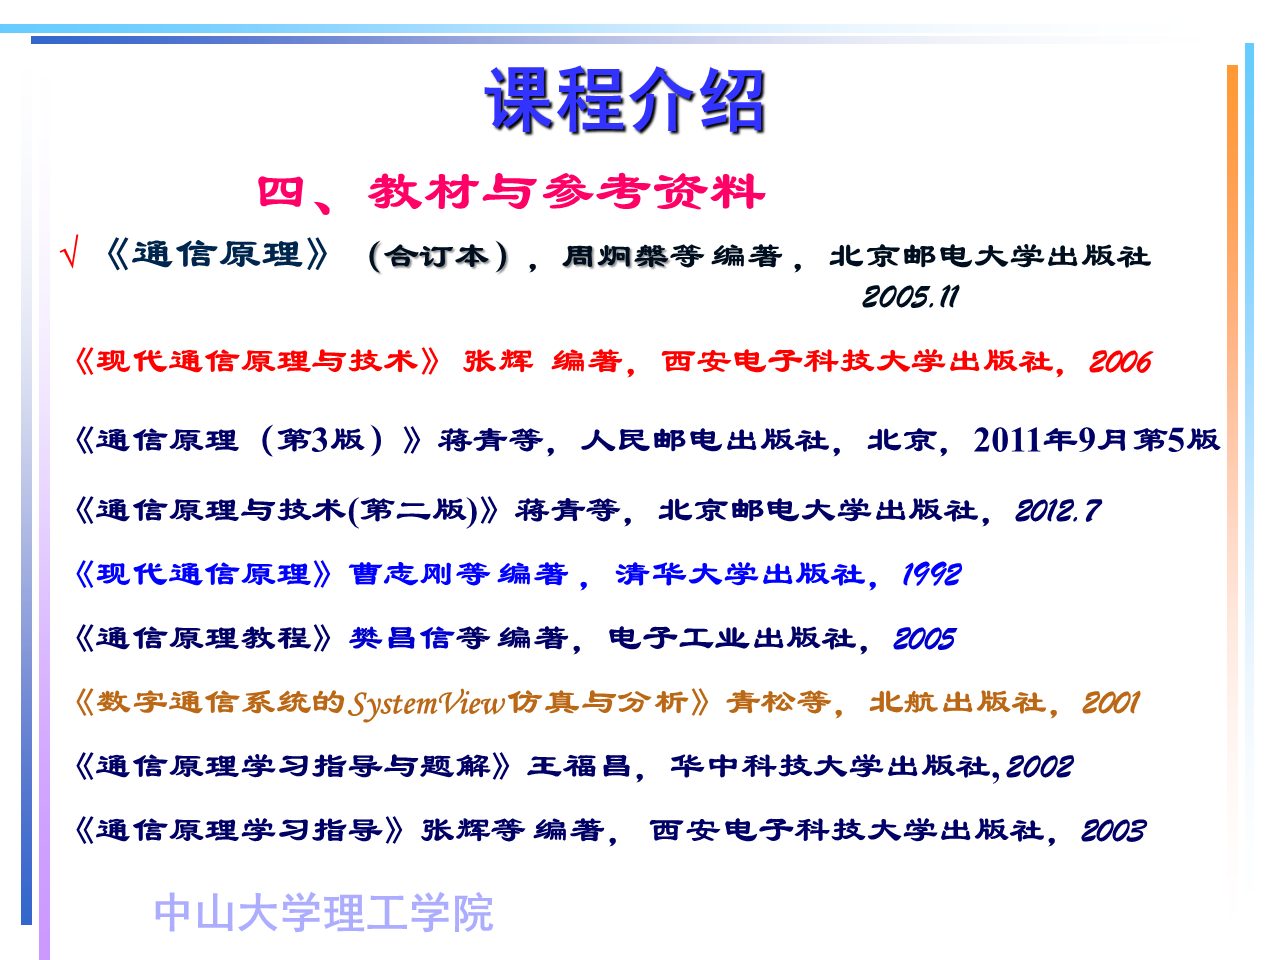 课程介绍
四、教材与参考资料
√《通信原理》（合订本），周炯槃等 编著，北京邮电大学出版社
2005.11
《现代通信原理与技术》 张辉 编著，西安电子科技大学出版社，2006
《通信原理（第3版）》蒋青等，人民邮电出版社，北京，2011年9月第5版
《通信原理与技术(第二版)》蒋青等，北京邮电大学出版社，2012.7
《现代通信原理》曹志刚等 编著，清华大学出版社，1992
《通信原理教程》樊昌信等 编著，电子工业出版社，2005
《数字通信系统的SystemView仿真与分析》青松等，北航出版社，2001
《通信原理学习指导与题解》王福昌，华中科技大学出版社,2002
《通信原理学习指导》张辉等 编著， 西安电子科技大学出版社，2003
中山大学理工学院